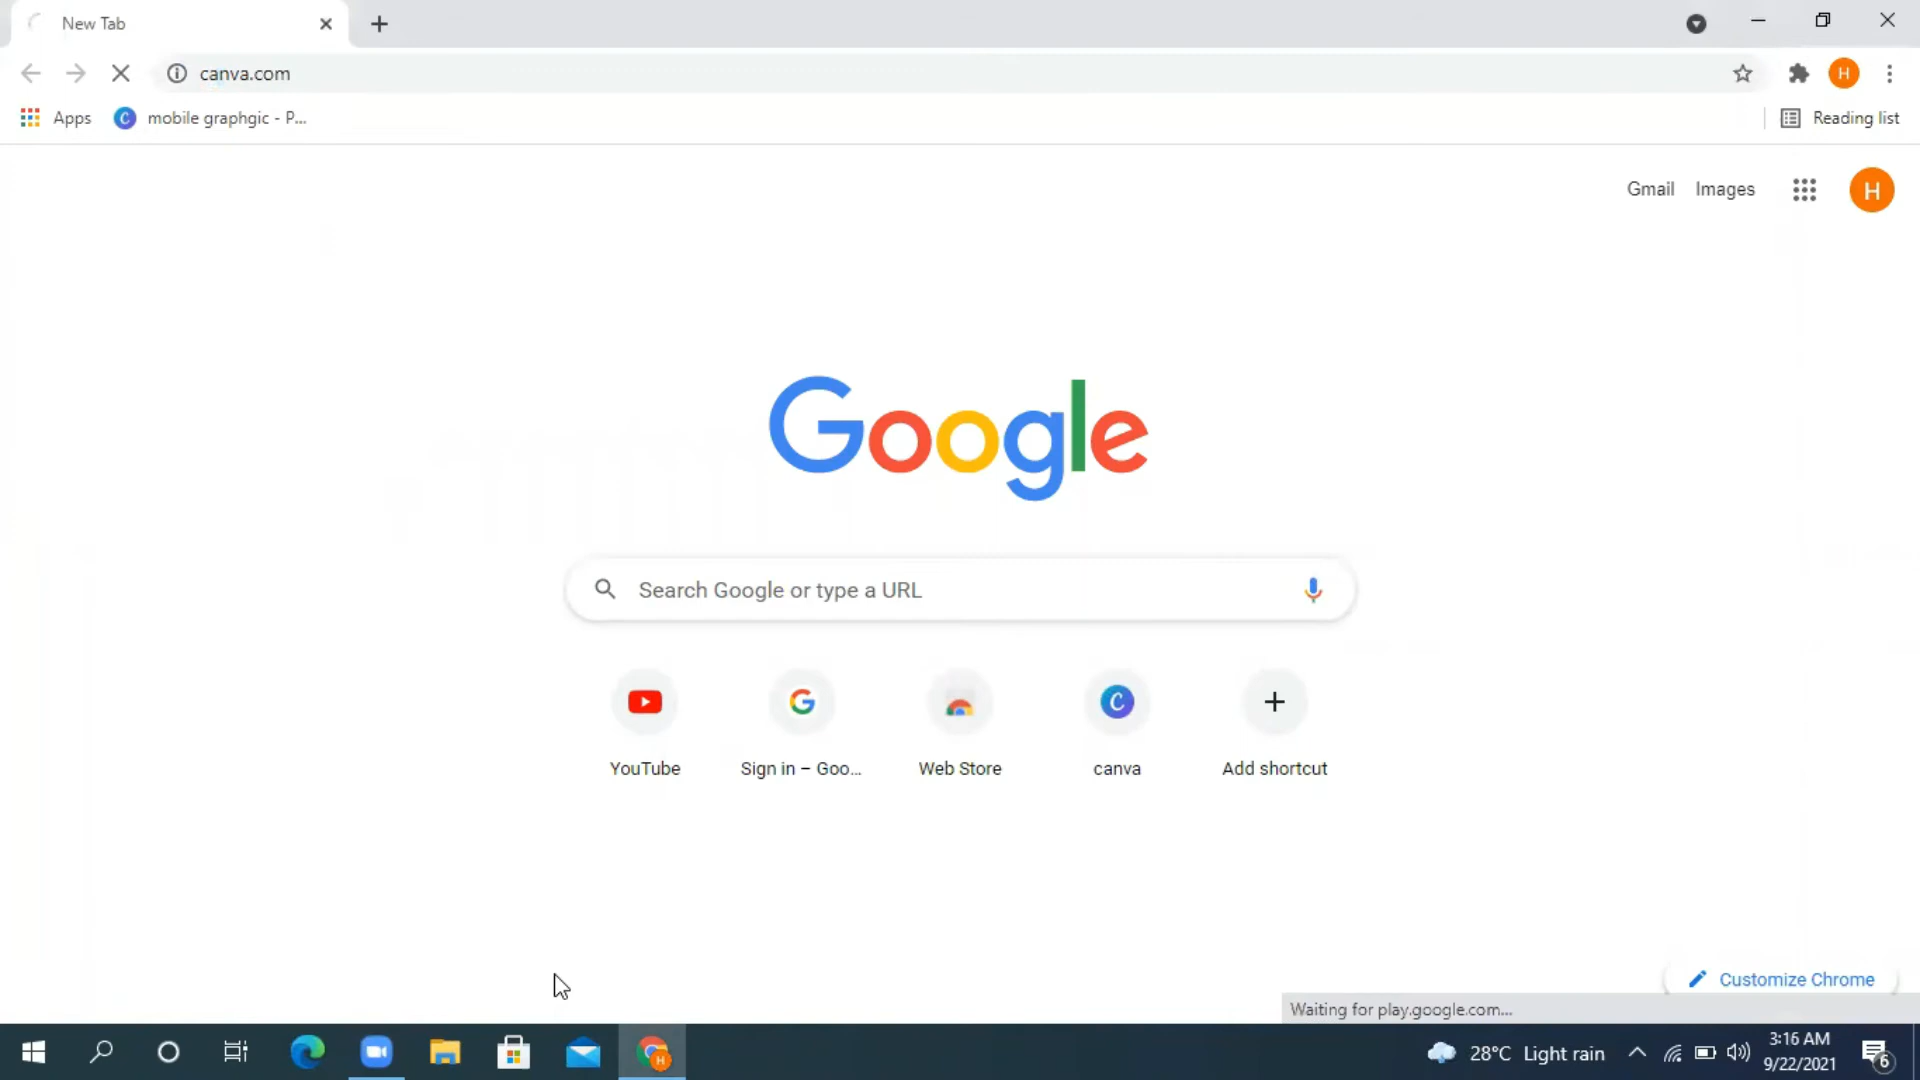 New Tab
canva.com
Apps
mobile graphgic - P...
Reading list
H
Gmail
Images
H
Google
Search Google or type a URL
YouTube
Sign in – Goo...
Web Store
canva
Add shortcut
Customize Chrome
Waiting for play.google.com...
H
28°C Light rain
3:16 AM
9/22/2021
6